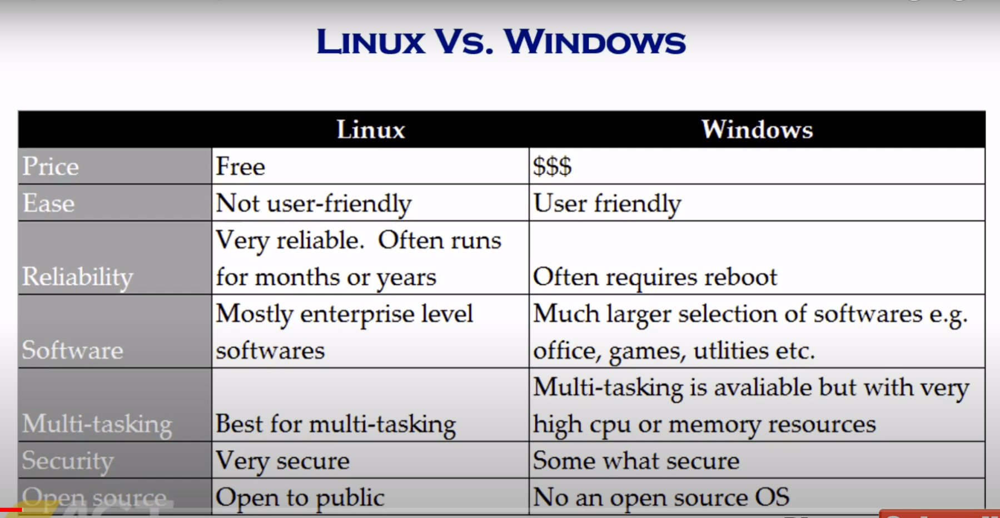 LINUX VS. WINDOWS
Linux Windows
Price Free $$$
Ease Not user-friendly User friendly
Very reliable. Often runs
Reliability for months or years Often requires reboot
Mostly enterprise level Much larger selection of softwares e.g.
Software softwares office, games, utlities etc.
Multi-tasking is avaliable but with very
Multi-tasking Best for multi-tasking high cpu or memory resources
Security Very secure Some what secure
Open source Open to public No an open source OS